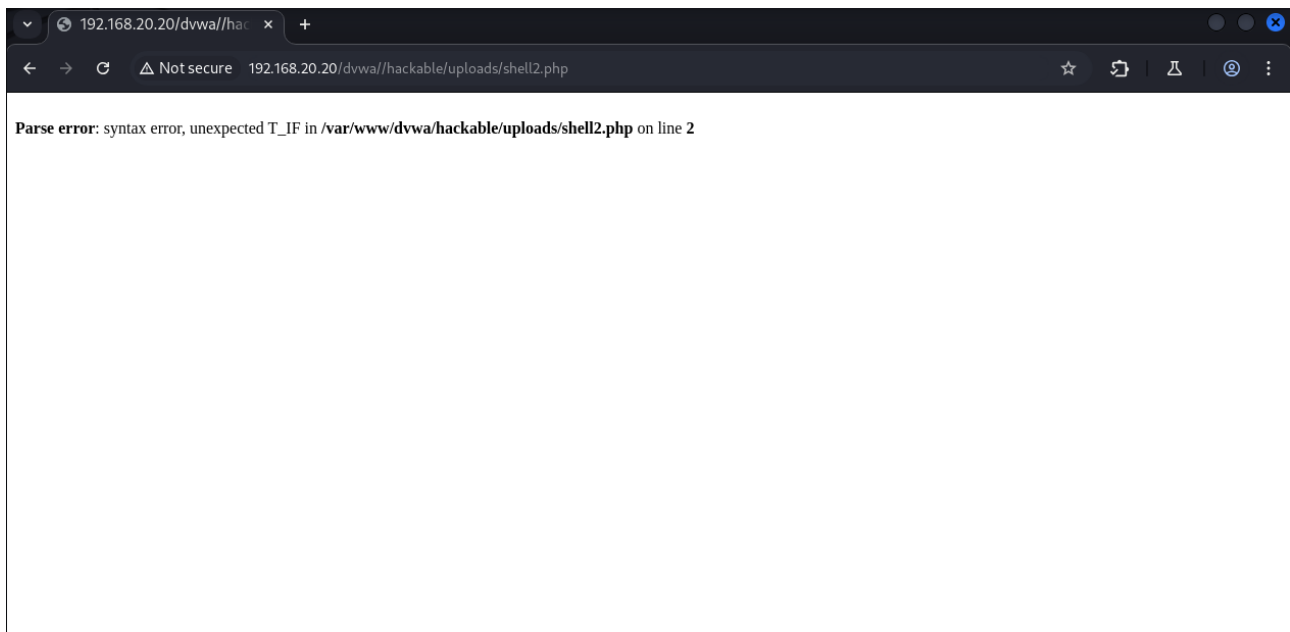 192.168.20.20/dvwa//hac
Not secure 192.168.20.20/dvwa//hackable/uploads/shell2.php
Parse error: syntax error, unexpected T_IF in /var/www/dvwa/hackable/uploads/shell2.php on line 2